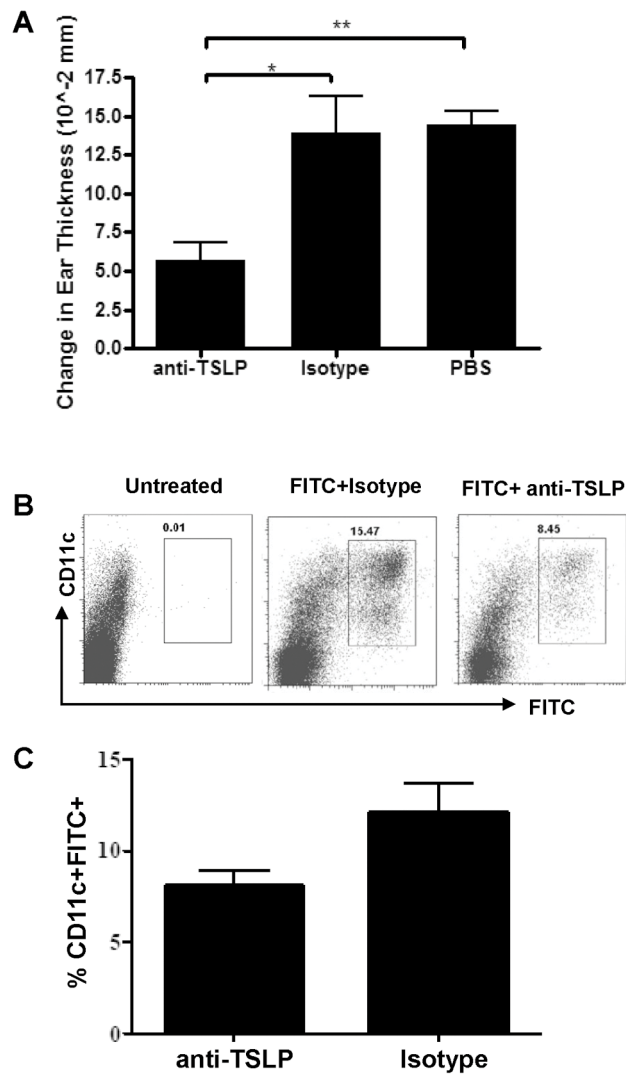 A
** 
*
Change in Ear Thickness (10^-2 mm)
17.5
15.0
12.5
10.0
7.5
5.0
2.5
0.0
anti-TSLP Isotype PBS
B
Untreated FITC+Isotype FITC+ anti-TSLP
0.01 15.47 8.45
CD11c
FITC
C
% CD11c+FITC+
15
10
5
0
anti-TSLP Isotype